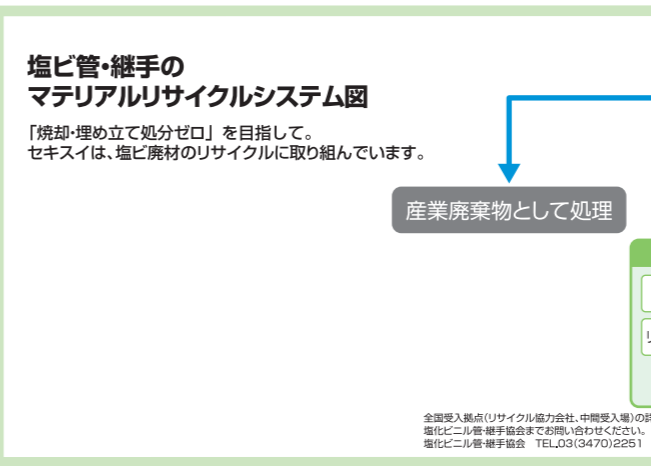 塩ビ管・継手の
マテリアルリサイクルシステム図
「焼却・埋め立て処分ゼロ」を目指して。
セキスイは、塩ビ廃材のリサイクルに取り組んでいます。
産業廃棄物として処理
リ
全国受入拠点(リサイクル協力会社、中間受入場)の詳
塩化ビニル管・継手協会までお問い合わせください。
塩化ビニル管・継手協会 TEL.03(3470)2251